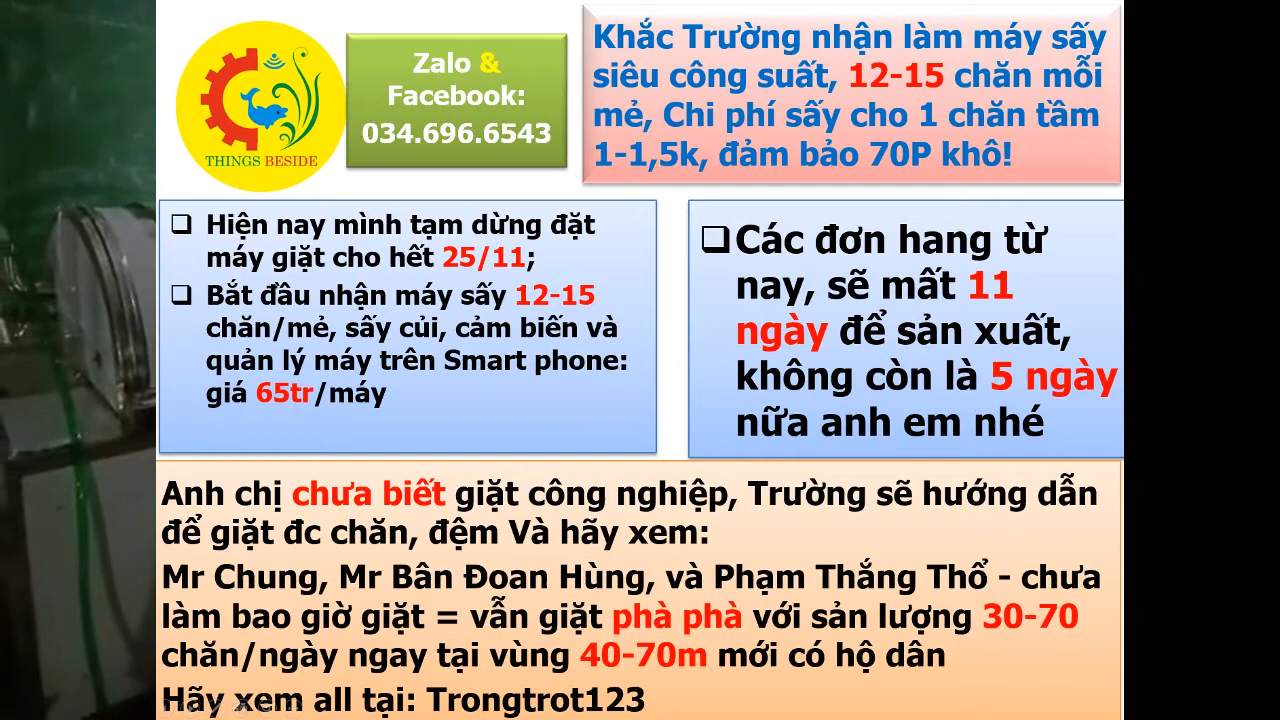 THINGS BESIDE
Zalo &
Facebook:
034.696.6543
Khắc Trường nhận làm máy sấy
siêu công suất, 12-15 chăn mỗi
mẻ, Chi phí sấy cho 1 chăn tầm
1-1,5k, đảm bảo 70P khô!
❑ Hiện nay mình tạm dừng đặt
máy giặt cho hết 25/11;
❑ Bắt đầu nhận máy sấy 12-15
chăn/mẻ, sấy củi, cảm biến và
quản lý máy trên Smart phone:
giá 65tr/máy
❑Các đơn hang từ
nay, sẽ mất 11
ngày để sản xuất,
không còn là 5 ngày
nữa anh em nhé
Anh chị chưa biết giặt công nghiệp, Trường sẽ hướng dẫn
để giặt đc chăn, đệm Và hãy xem:
Mr Chung, Mr Bân Đoan Hùng, và Phạm Thắng Thổ - chưa
làm bao giờ giặt = vẫn giặt phà phà với sản lượng 30-70
chăn/ngày ngay tại vùng 40-70m mới có hộ dân
Hãy xem all tại: Trongtrot123